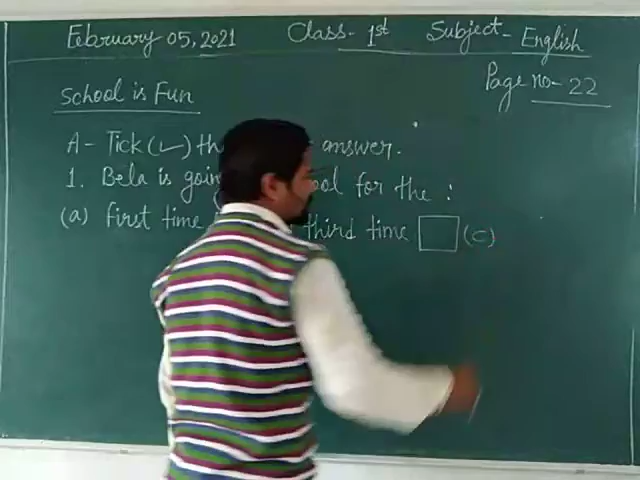 February 05, 2021 Class- 1st Subject- English
Page no- 22
School is Fun
A- Tick (✓) th answer.
1. Bela is goin ool for the :
(a) first time third time □ (c)